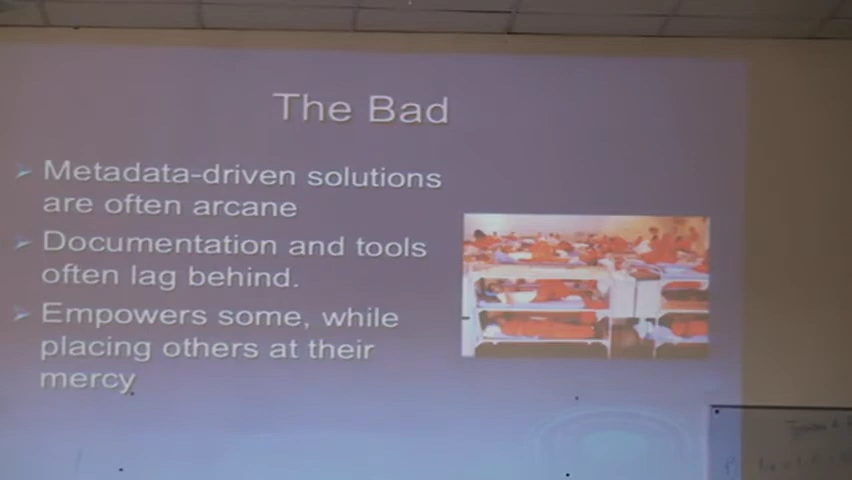 The Bad
Metadata-driven solutions
are often arcane
Documentation and tools
often lag behind.
Empowers some, while
placing others at their
mercy